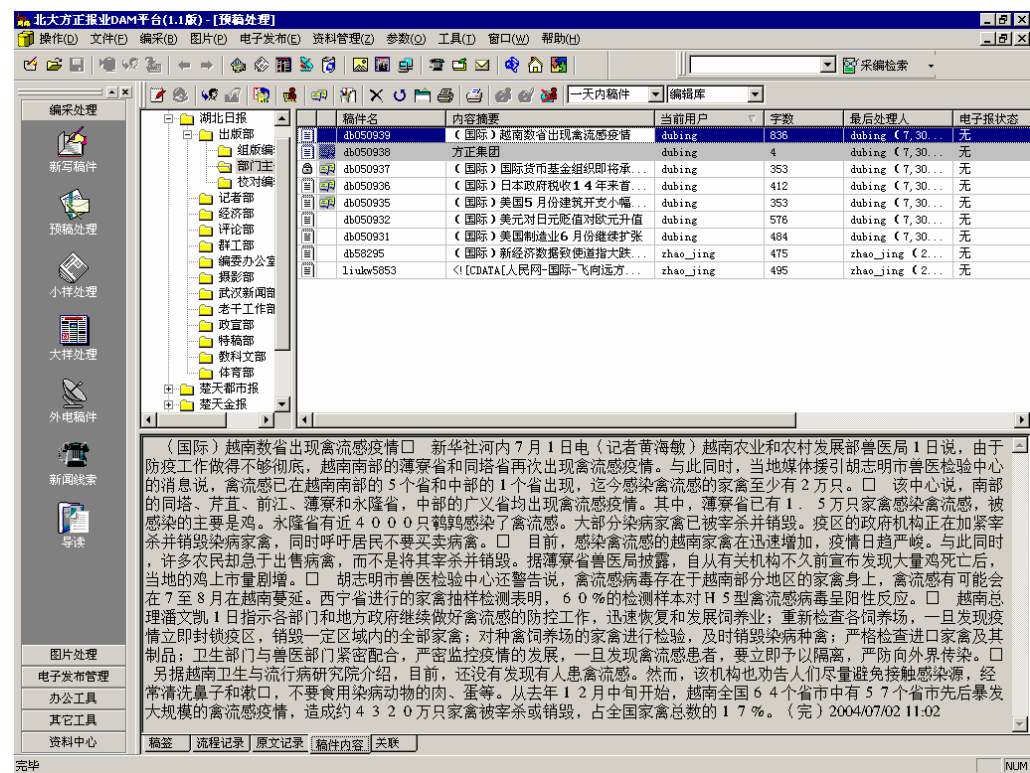 北大方正报业DAM平台(1.1版) - [预稿处理]
操作(D) 文件(F) 编采(B) 图片(P) 电子发布(E) 资料管理(Z) 参数(O) 工具(T) 窗口(W) 帮助(H)
采编检索
编采处理
一天内稿件 编辑库
新写稿件
预稿处理
小样处理
大样处理
外电稿件
新闻线索
导读
图片处理
电子发布管理
办公工具
其它工具
资料中心
湖北日报
出版部
组版编
部门主
校对编
记者部
经济部
评论部
群工部
编委办公室
摄影部
武汉新闻部
老干工作部
政宣部
特稿部
教科文部
体育部
楚天都市报
楚天金报
稿件名 内容摘要 当前用户 字数 最后处理人 电子报状态
db050939 (国际)越南数省出现禽流感疫情 dubing 836 dubing (7,30... 无
db050938 方正集团 dubing 4 dubing (7,30... 无
db050937 (国际)国际货币基金组织即将承... dubing 353 dubing (7,30... 无
db050936 (国际)日本政府税收14年来首... dubing 412 dubing (7,30... 无
db050935 (国际)美国5月份建筑开支小幅... dubing 353 dubing (7,30... 无
db050932 (国际)美元对日元贬值对欧元升值 dubing 576 dubing (7,30... 无
db050931 (国际)美国制造业6月份继续扩张 dubing 484 dubing (7,30... 无
db58295 (国际)新经济数据致使道指大跌... zhao_jing 475 zhao_jing (2... 无
liukw5853 <![CDATA[人民网-国际-飞向远方... zhao_jing 495 zhao_jing (2... 无
(国际)越南数省出现禽流感疫情□ 新华社河内7月1日电(记者黄海敏)越南农业和农村发展部兽医局1日说，由于
防疫工作做得不够彻底，越南南部的薄寮省和同塔省再次出现禽流感疫情。与此同时，当地媒体援引胡志明市兽医检验中心
的消息说，禽流感已在越南南部的5个省和中部的1个省出现，迄今感染禽流感的家禽至少有2万只。□ 该中心说，南部
的同塔、芹苴、前江、薄寮和永隆省，中部的广义省均出现禽流感疫情。其中，薄寮省已有1．5万只家禽感染禽流感，被
感染的主要是鸡。永隆省有近4000只鹌鹑感染了禽流感。大部分染病家禽已被宰杀并销毁。疫区的政府机构正在加紧宰
杀并销毁染病家禽，同时呼吁居民不要买卖病禽。□ 目前，感染禽流感的越南家禽在迅速增加，疫情日趋严峻。与此同时
，许多农民却急于出售病禽，而不是将其宰杀并销毁。据薄寮省兽医局披露，自从有关机构不久前宣布发现大量鸡死亡后，
当地的鸡上市量剧增。□ 胡志明市兽医检验中心还警告说，禽流感病毒存在于越南部分地区的家禽身上，禽流感有可能会
在7至8月在越南蔓延。西宁省进行的家禽抽样检测表明，60%的检测样本对H5型禽流感病毒呈阳性反应。□ 越南总
理潘文凯1日指示各部门和地方政府继续做好禽流感的防控工作，迅速恢复和发展饲养业；重新检查各饲养场，一旦发现疫
情立即封锁疫区，销毁一定区域内的全部家禽；对种禽饲养场的家禽进行检验，及时销毁染病种禽；严格检查进口家禽及其
制品；卫生部门与兽医部门紧密配合，严密监控疫情的发展，一旦发现禽流感患者，要立即予以隔离，严防向外界传染。□
另据越南卫生与流行病研究院介绍，目前，还没有发现有人患禽流感。然而，该机构也劝告人们尽量避免接触感染源，经
常清洗鼻子和漱口，不要食用染病动物的肉、蛋等。从去年12月中旬开始，越南全国64个省市中有57个省市先后暴发
大规模的禽流感疫情，造成约4320万只家禽被宰杀或销毁，占全国家禽总数的17%。(完)2004/07/02 11:02
稿签 流程记录 原文记录 稿件内容 关联
完毕 NUM